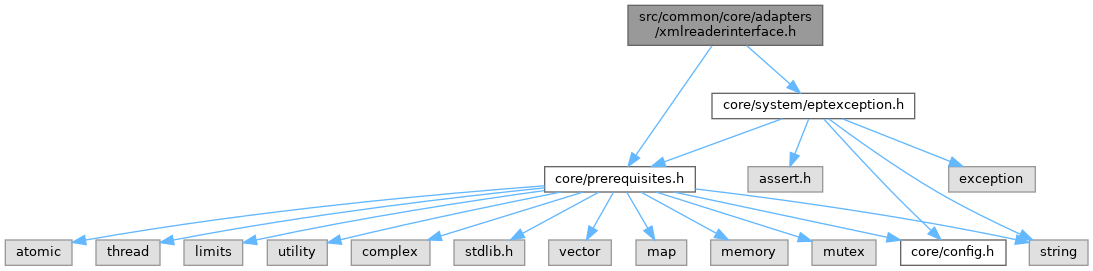 src/common/core/adapters
/xmlreaderinterface.h
core/system/eptexception.h
core/prerequisites.h
assert.h
exception
atomic
thread
limits
utility
complex
stdlib.h
vector
map
memory
mutex
core/config.h
string